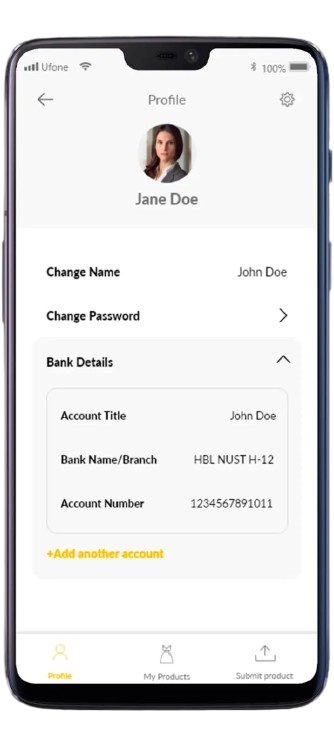 Ufone 100%
Profile
Jane Doe
Change Name John Doe
Change Password
Bank Details
Account Title John Doe
Bank Name/Branch HBL NUST H-12
Account Number 1234567891011
+Add another account
Profile My Products Submit product